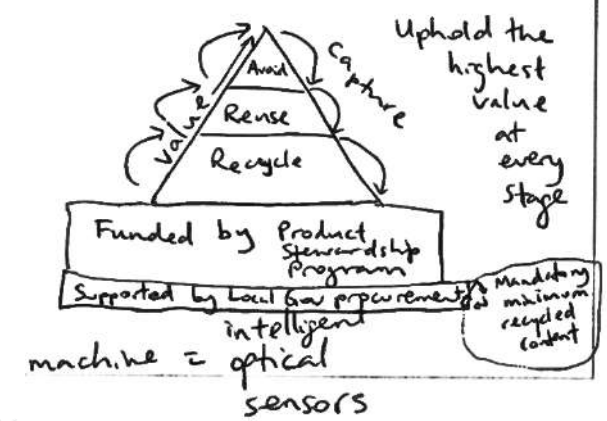 Uphold the
highest
value
at
every
stage
Value
Capture
Avoid
Reuse
Recycle
Funded by Product
Stewardship
Program
Supported by Local Gov procurement
Mandatory
minimum
recycled
content
intelligent
machine = optical
sensors